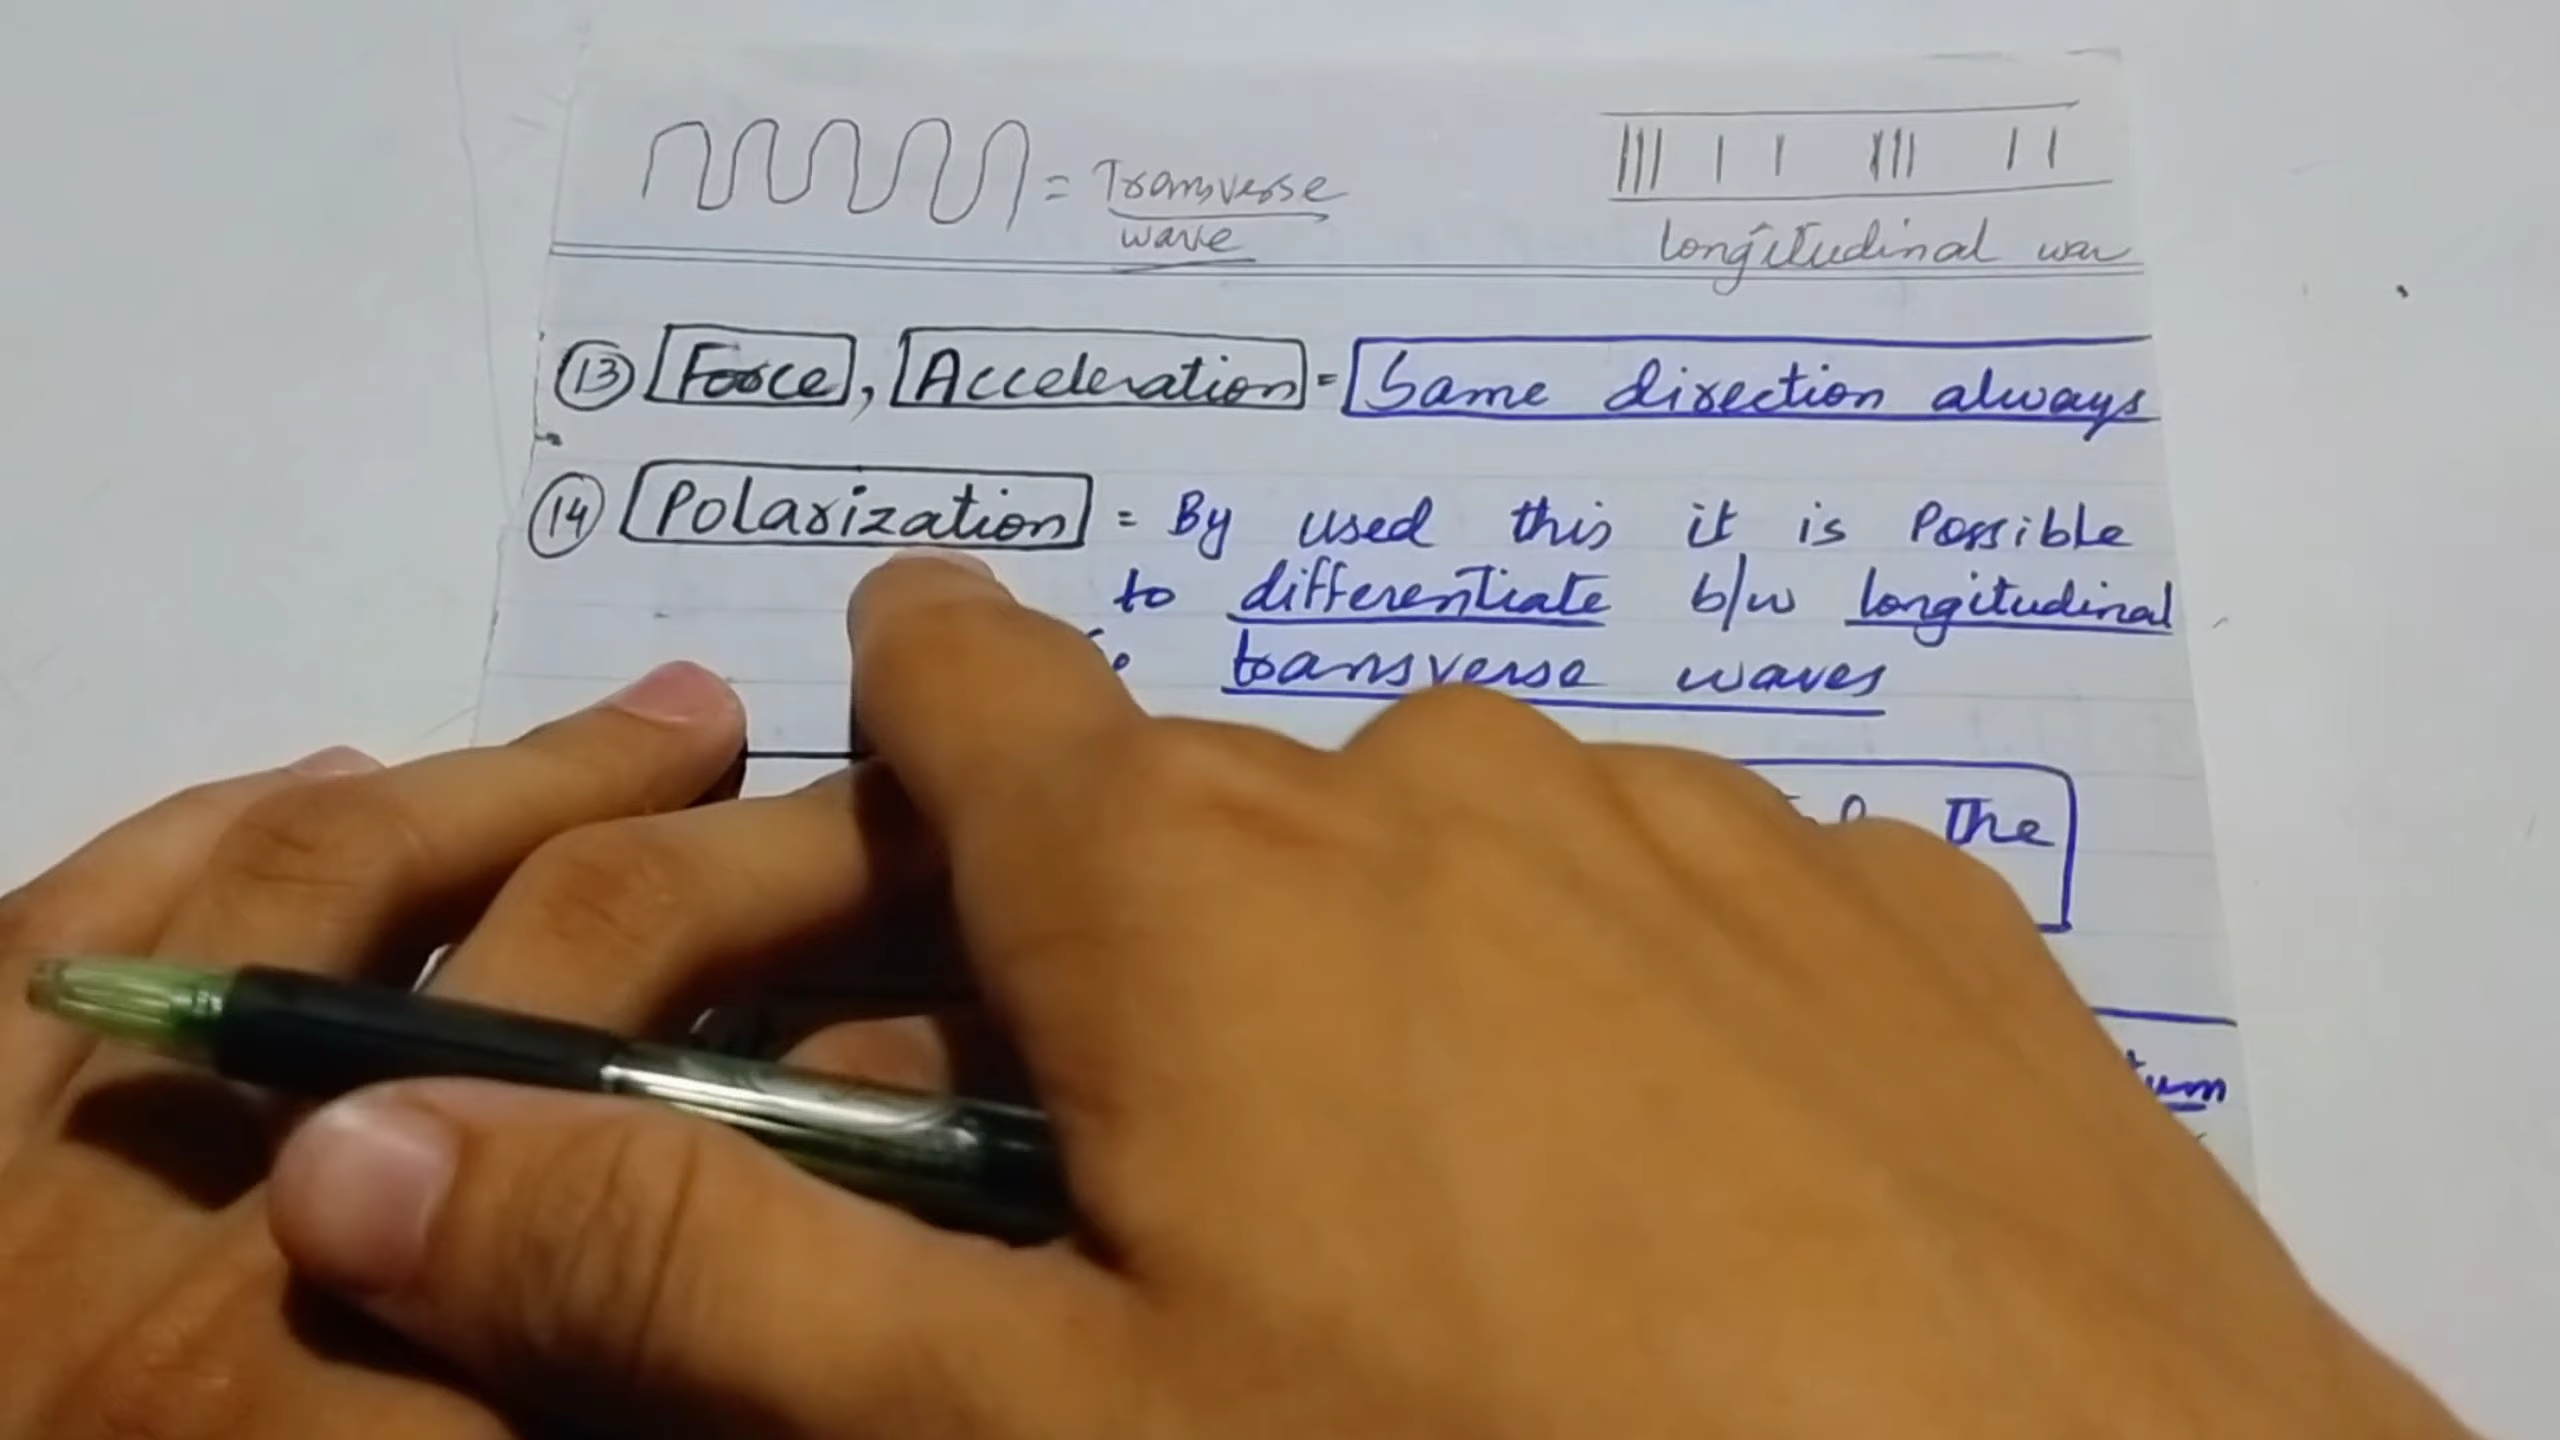 = Transverse
wave
longitudinal
13 Force, Acceleration = Same direction always
14 Polarization = By used this it is Possible
to differentiate b/w longitudinal
transverse waves
The